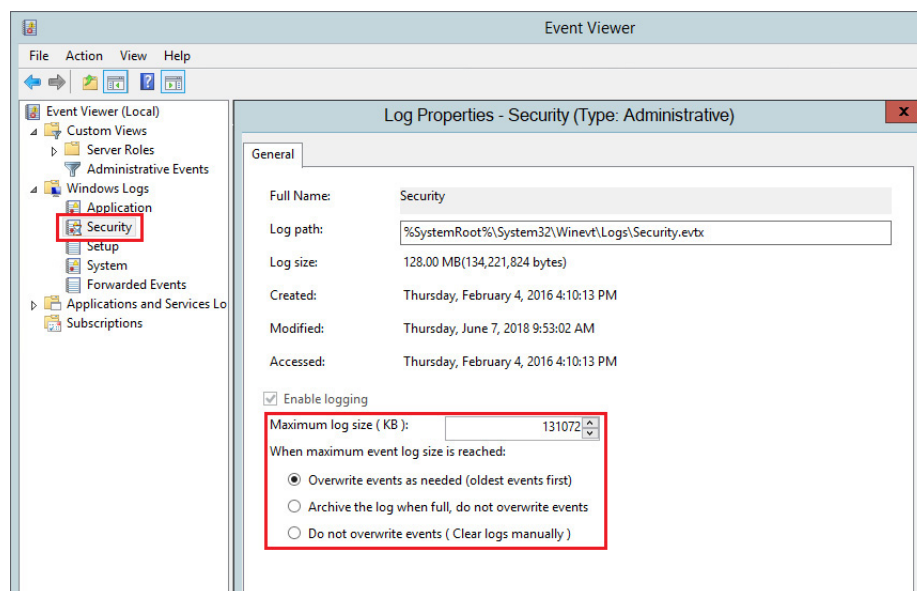 Event Viewer
File Action View Help
Event Viewer (Local)
Custom Views
Server Roles
Administrative Events
Windows Logs
Application
Security
Setup
System
Forwarded Events
Applications and Services Lo
Subscriptions
Log Properties - Security (Type: Administrative)
x
General
Full Name: Security
Log path: %SystemRoot%\System32\Winevt\Logs\Security.evtx
Log size: 128.00 MB(134,221,824 bytes)
Created: Thursday, February 4, 2016 4:10:13 PM
Modified: Thursday, June 7, 2018 9:53:02 AM
Accessed: Thursday, February 4, 2016 4:10:13 PM
Enable logging
Maximum log size ( KB ): 131072
When maximum event log size is reached:
Overwrite events as needed (oldest events first)
Archive the log when full, do not overwrite events
Do not overwrite events ( Clear logs manually )